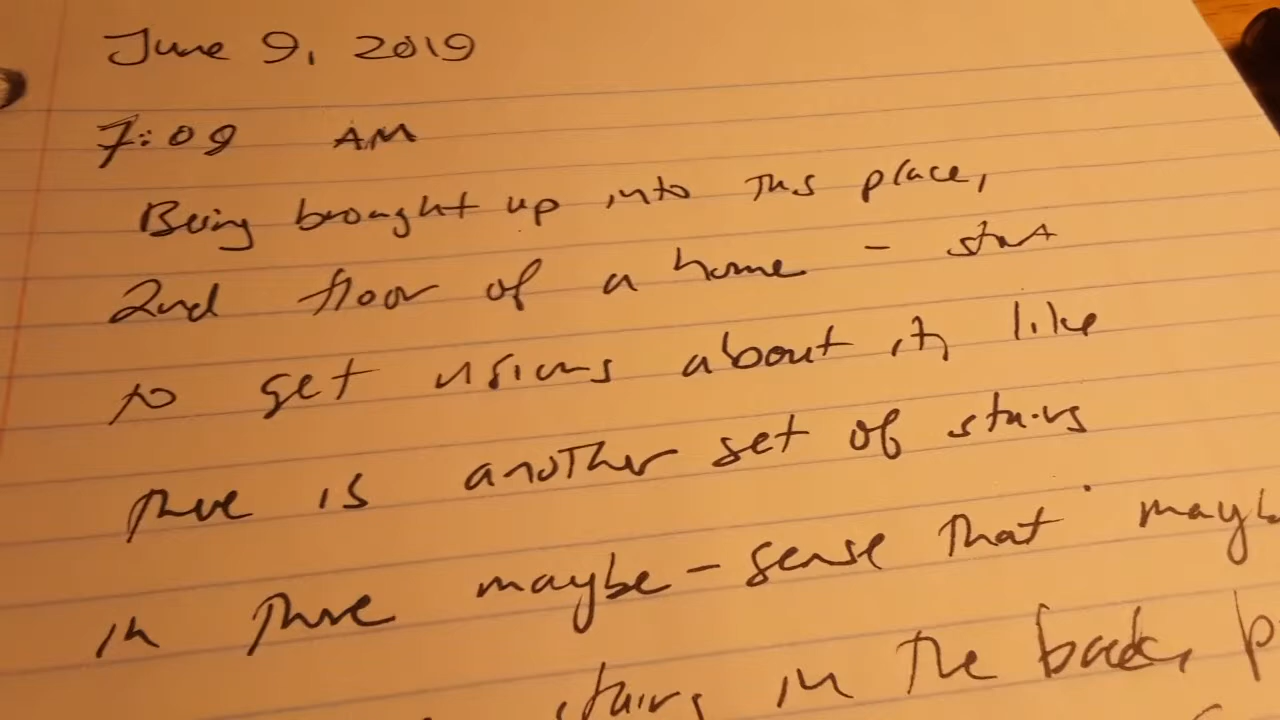 June 9, 2019
7:09 AM
Being brought up into this place,
2nd floor of a home - start
to get visions about it, like
there is another set of stairs
in there maybe - sense that maybe
stairs in the back,